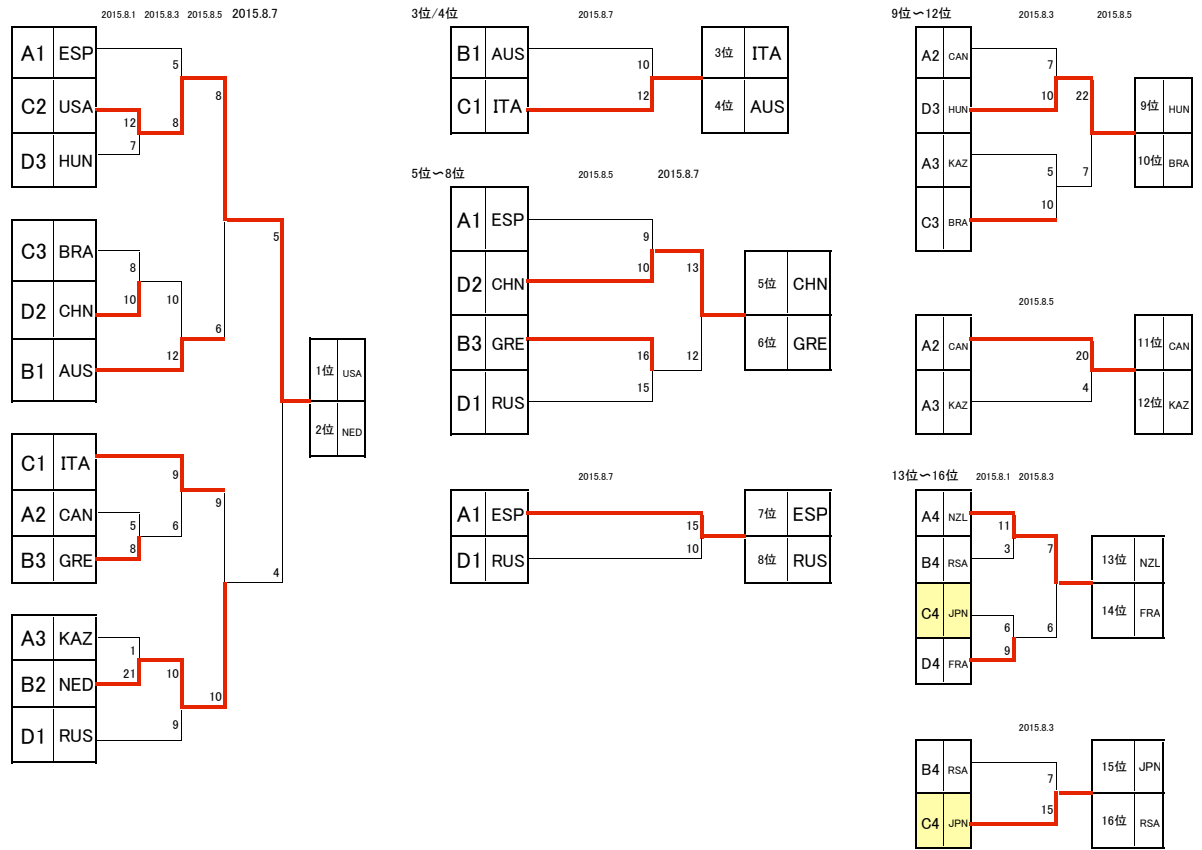 2015.8.1 2015.8.3 2015.8.5 2015.8.7
A1 ESP
5
C2 USA
8
12
8
D3 HUN
7
C3 BRA
5
8
D2 CHN
10
10
6
B1 AUS
12
1位 USA
2位 NED
C1 ITA
9
9
A2 CAN
5
6
B3 GRE
8
4
A3 KAZ
1
B2 NED
21
10
10
D1 RUS
9
3位/4位
2015.8.7
B1 AUS
10
3位 ITA
C1 ITA
12
4位 AUS
5位〜8位
2015.8.5 2015.8.7
A1 ESP
9
D2 CHN
10
13
5位 CHN
B3 GRE
16
12
6位 GRE
D1 RUS
15
2015.8.7
A1 ESP
15
7位 ESP
D1 RUS
10
8位 RUS
9位〜12位
2015.8.3 2015.8.5
A2 CAN
7
D3 HUN
10
22
9位 HUN
A3 KAZ
5
7
10位 BRA
C3 BRA
10
2015.8.5
A2 CAN
20
11位 CAN
A3 KAZ
4
12位 KAZ
13位〜16位
2015.8.1 2015.8.3
A4 NZL
11
B4 RSA
3
7
13位 NZL
C4 JPN
6
6
14位 FRA
D4 FRA
9
2015.8.3
B4 RSA
7
15位 JPN
C4 JPN
15
16位 RSA